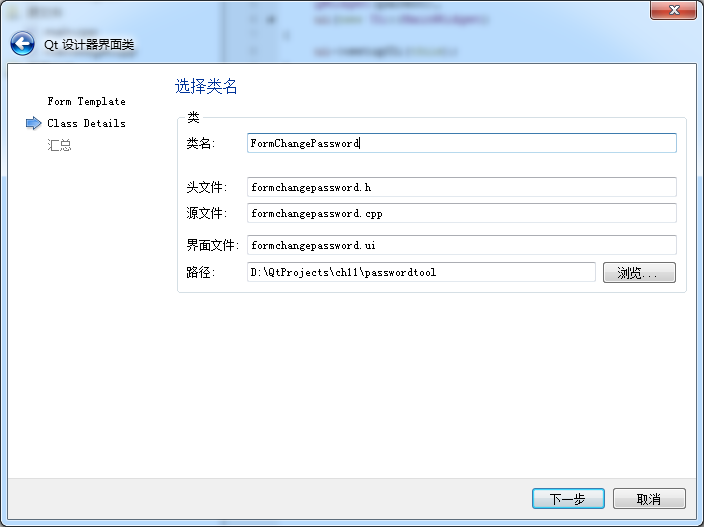 Qt 设计器界面类
选择类名
Form Template
Class Details
汇总
类
类名:
FormChangePassword
头文件:
formchangepassword.h
源文件:
formchangepassword.cpp
界面文件:
formchangepassword.ui
路径:
D:\QtProjects\ch11\passwordtool
浏览...
下一步
取消